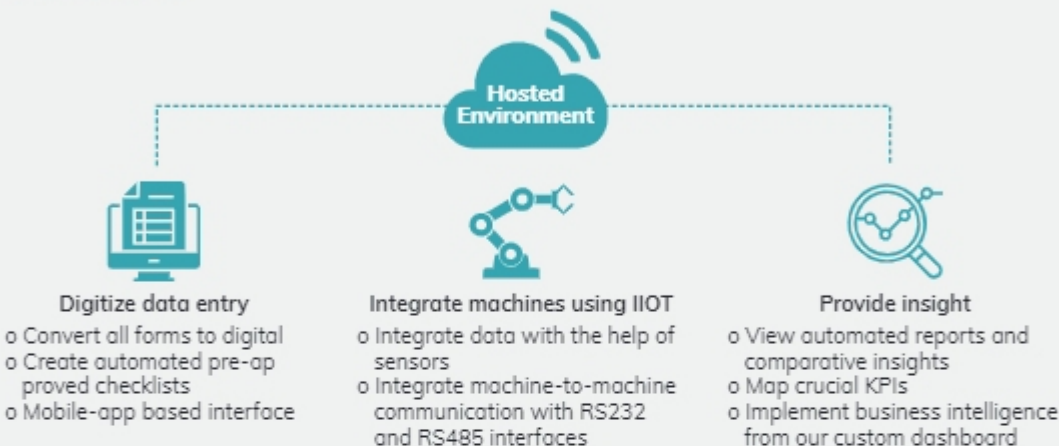 Hosted
Environment
Digitize data entry
o Convert all forms to digital
o Create automated pre-ap
proved checklists
o Mobile-app based interface
Integrate machines using IIOT
o Integrate data with the help of
sensors
o Integrate machine-to-machine
communication with RS232
and RS485 interfaces
Provide insight
o View automated reports and
comparative insights
o Map crucial KPIs
o Implement business intelligence
from our custom dashboard